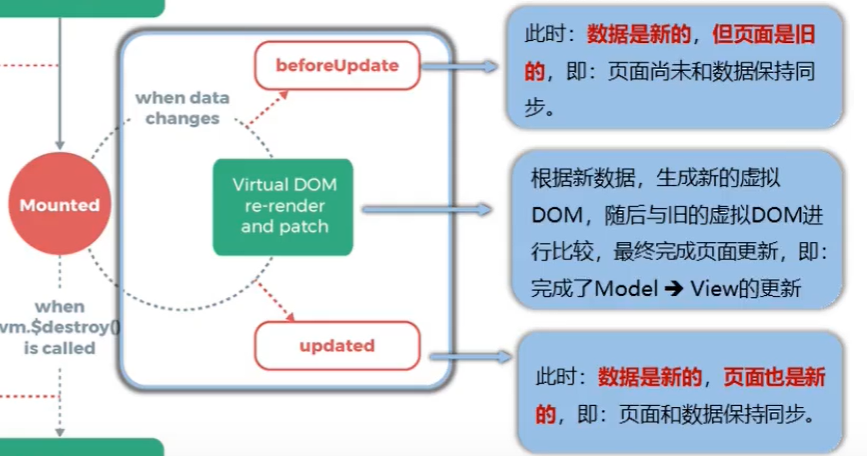 beforeUpdate
when data
changes
Mounted
Virtual DOM
re-render
and patch
when
vm.$destroy()
is called
updated
此时：数据是新的，但页面是旧
的，即：页面尚未和数据保持同
步。
根据新数据，生成新的虚拟
DOM，随后与旧的虚拟DOM进
行比较，最终完成页面更新，即：
完成了Model ➔ View的更新
此时：数据是新的，页面也是新
的，即：页面和数据保持同步。